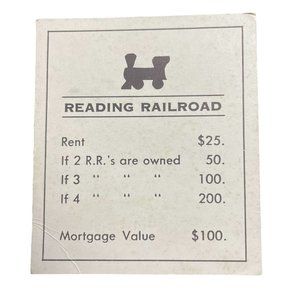 READING RAILROAD
Rent $25.
If 2 R.R.'s are owned 50.
If 3 " " " 100.
If 4 " " " 200.
Mortgage Value $100.